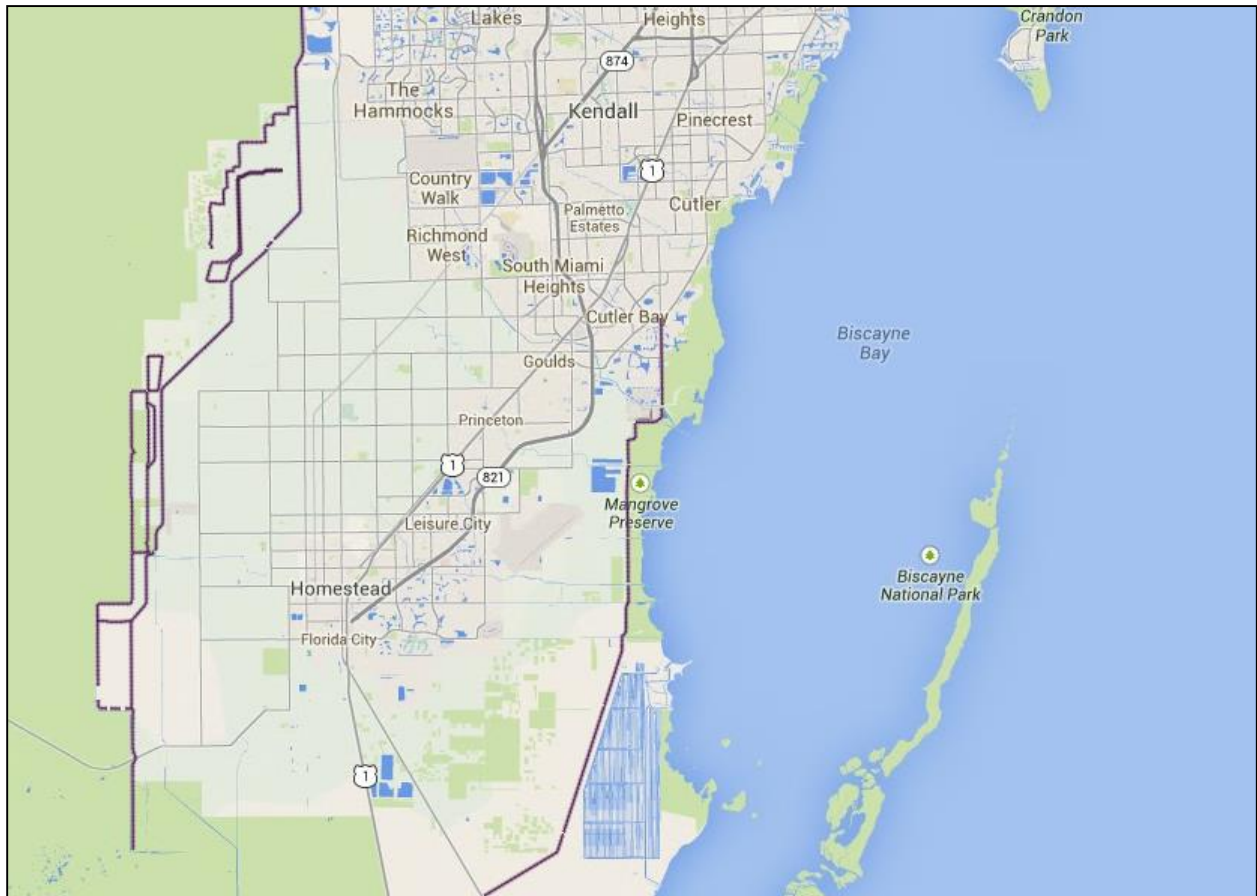 Lakes
Heights
Crandon
Park
874
The
Hammocks
Kendall
Pinecrest
1
Country
Walk
Palmetto
Estates
Cutler
Richmond
West
South Miami
Heights
Cutler Bay
Biscayne
Bay
Goulds
Princeton
1
821
Mangrove
Preserve
Leisure City
Biscayne
National Park
Homestead
Florida City
1